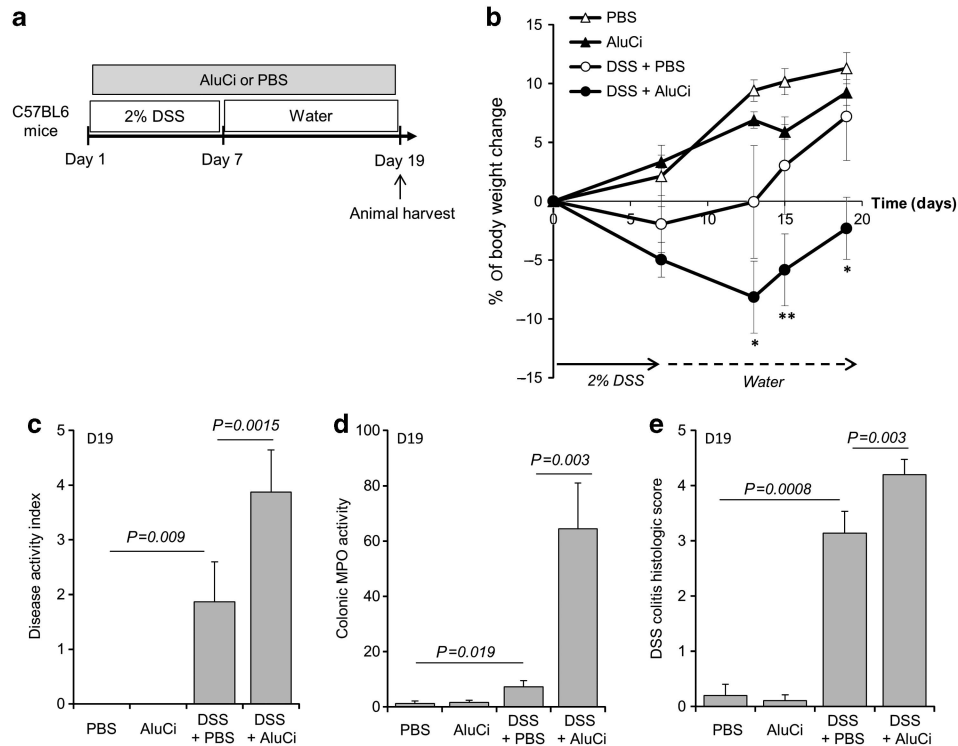 a
AluCi or PBS
C57BL6
mice
2% DSS
Water
Day 1
Day 7
Day 19
Animal harvest
b
PBS
AluCi
DSS + PBS
DSS + AluCi
% Of body weight change
15
10
5
0
–5
–10
–15
0
5
10
15
20
Time (days)
*
**
*
2% DSS
Water
c
D19
Disease activity index
5
4
3
2
1
0
P=0.009
P=0.0015
PBS
AluCi
DSS
+ PBS
DSS
+ AluCi
d
D19
Colonic MPO activity
100
80
60
40
20
0
P=0.019
P=0.003
PBS
AluCi
DSS
+ PBS
DSS
+ AluCi
e
D19
DSS colitis histologic score
5
4
3
2
1
0
P=0.0008
P=0.003
PBS
AluCi
DSS
+ PBS
DSS
+ AluCi